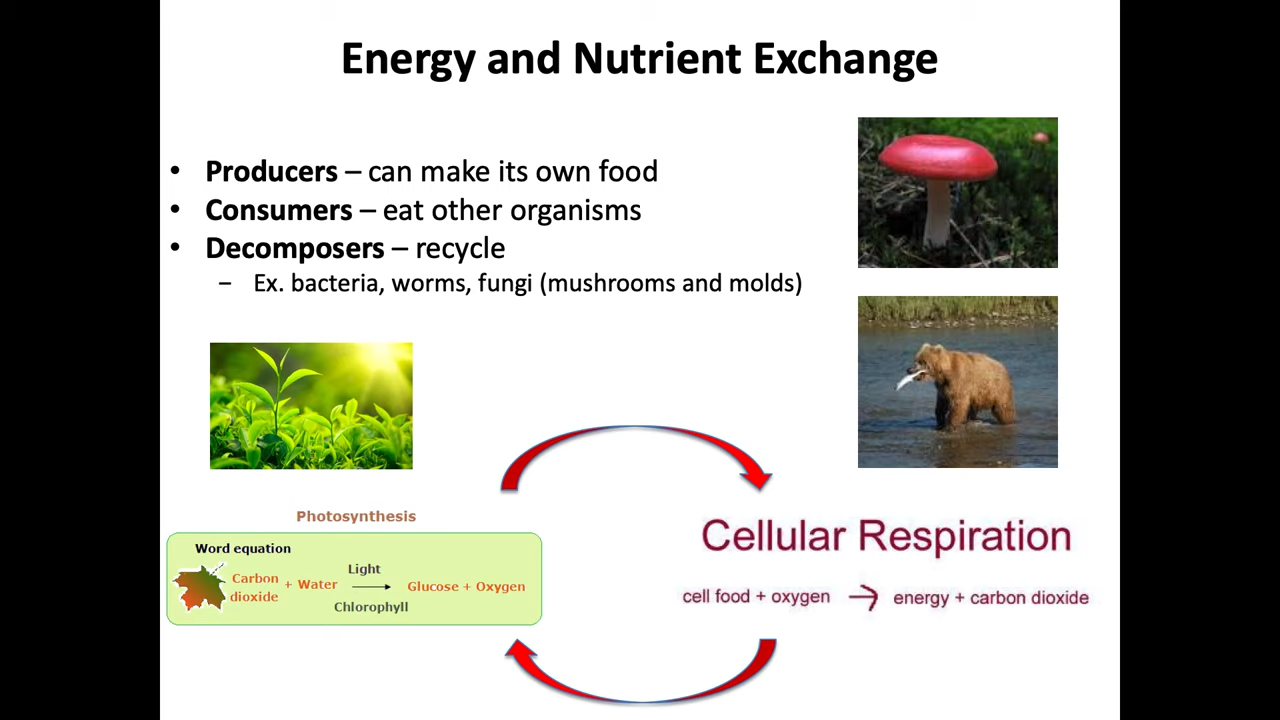 Energy and Nutrient Exchange
• Producers – can make its own food
• Consumers – eat other organisms
• Decomposers – recycle
– Ex. bacteria, worms, fungi (mushrooms and molds)
Photosynthesis
Word equation
Carbon dioxide + Water Light Chlorophyll → Glucose + Oxygen
Cellular Respiration
cell food + oxygen → energy + carbon dioxide